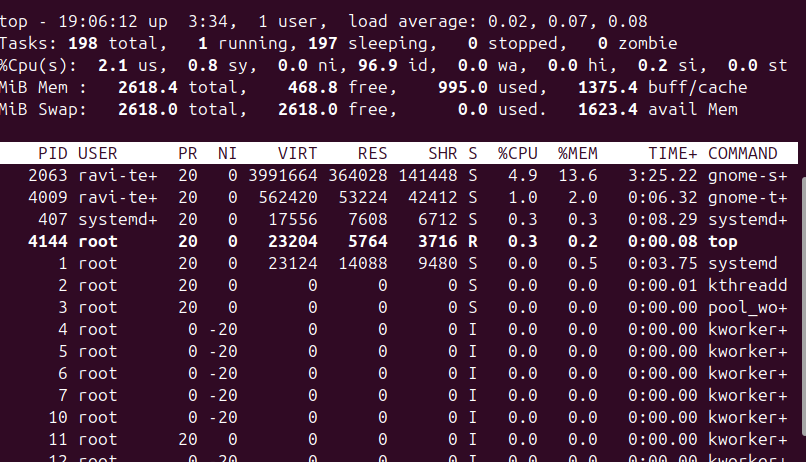 top - 19:06:12 up  3:34,  1 user,  load average: 0.02, 0.07, 0.08
Tasks: 198 total,   1 running, 197 sleeping,   0 stopped,   0 zombie
%Cpu(s):  2.1 us,  0.8 sy,  0.0 ni, 96.9 id,  0.0 wa,  0.0 hi,  0.2 si,  0.0 st
MiB Mem :   2618.4 total,    468.8 free,    995.0 used,   1375.4 buff/cache
MiB Swap:   2618.0 total,   2618.0 free,      0.0 used.   1623.4 avail Mem
PID USER      PR  NI    VIRT    RES    SHR S  %CPU  %MEM     TIME+ COMMAND
2063 ravi-te+  20   0 3991664 364028 141448 S   4.9  13.6   3:25.22 gnome-s+
4009 ravi-te+  20   0  562420  53224  42412 S   1.0   2.0   0:06.32 gnome-t+
407 systemd+  20   0   17556   7608   6712 S   0.3   0.3   0:08.29 systemd+
4144 root      20   0   23204   5764   3716 R   0.3   0.2   0:00.08 top
1 root      20   0   23124  14088   9480 S   0.0   0.5   0:03.75 systemd
2 root      20   0       0      0      0 S   0.0   0.0   0:00.01 kthreadd
3 root      20   0       0      0      0 S   0.0   0.0   0:00.00 pool_wo+
4 root       0 -20       0      0      0 I   0.0   0.0   0:00.00 kworker+
5 root       0 -20       0      0      0 I   0.0   0.0   0:00.00 kworker+
6 root       0 -20       0      0      0 I   0.0   0.0   0:00.00 kworker+
7 root       0 -20       0      0      0 I   0.0   0.0   0:00.00 kworker+
10 root       0 -20       0      0      0 I   0.0   0.0   0:00.00 kworker+
11 root      20   0       0      0      0 I   0.0   0.0   0:00.00 kworker+
12 root       0 -20       0      0      0 I   0.0   0.0   0:00.00 kworker+